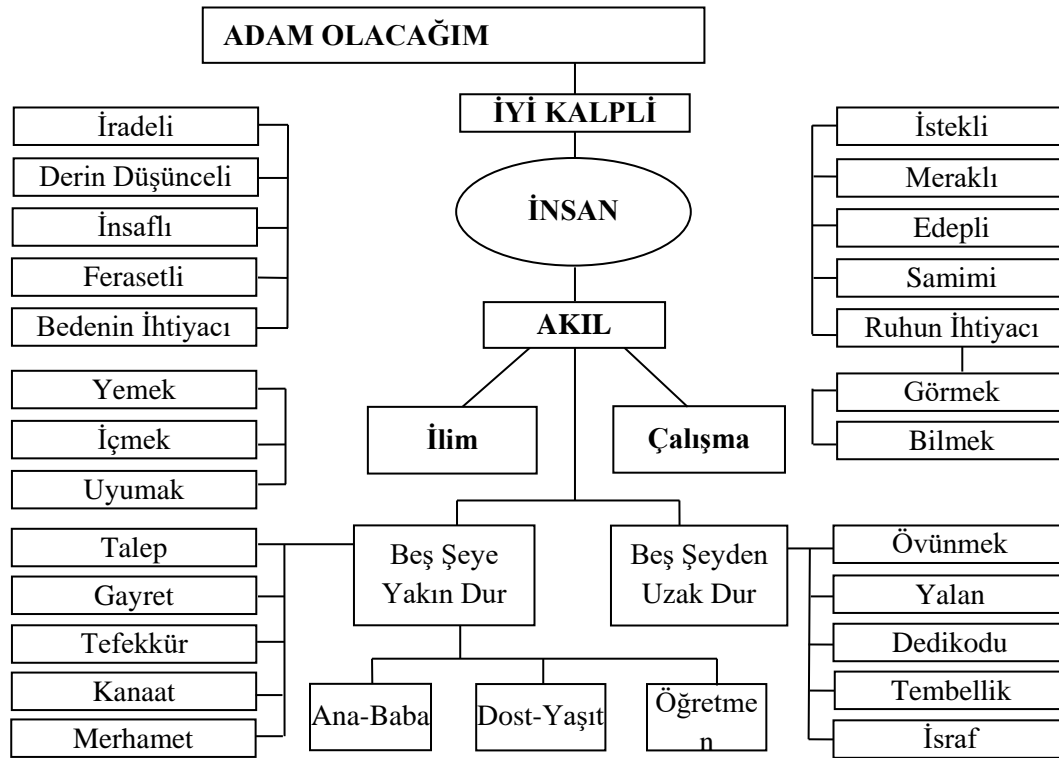 ADAM OLACAĞIM
İYİ KALPLİ
İNSAN
AKIL
İlim
Çalışma
İradeli
Derin Düşünceli
İnsaflı
Ferasetli
Bedenin İhtiyacı
Yemek
İçmek
Uyumak
İstekli
Meraklı
Edepli
Samimi
Ruhun İhtiyacı
Görmek
Bilmek
Beş Şeye
Yakın Dur
Beş Şeyden
Uzak Dur
Talep
Gayret
Tefekkür
Kanaat
Merhamet
Ana-Baba
Dost-Yaşıt
Öğretme
n
Övünmek
Yalan
Dedikodu
Tembellik
İsraf